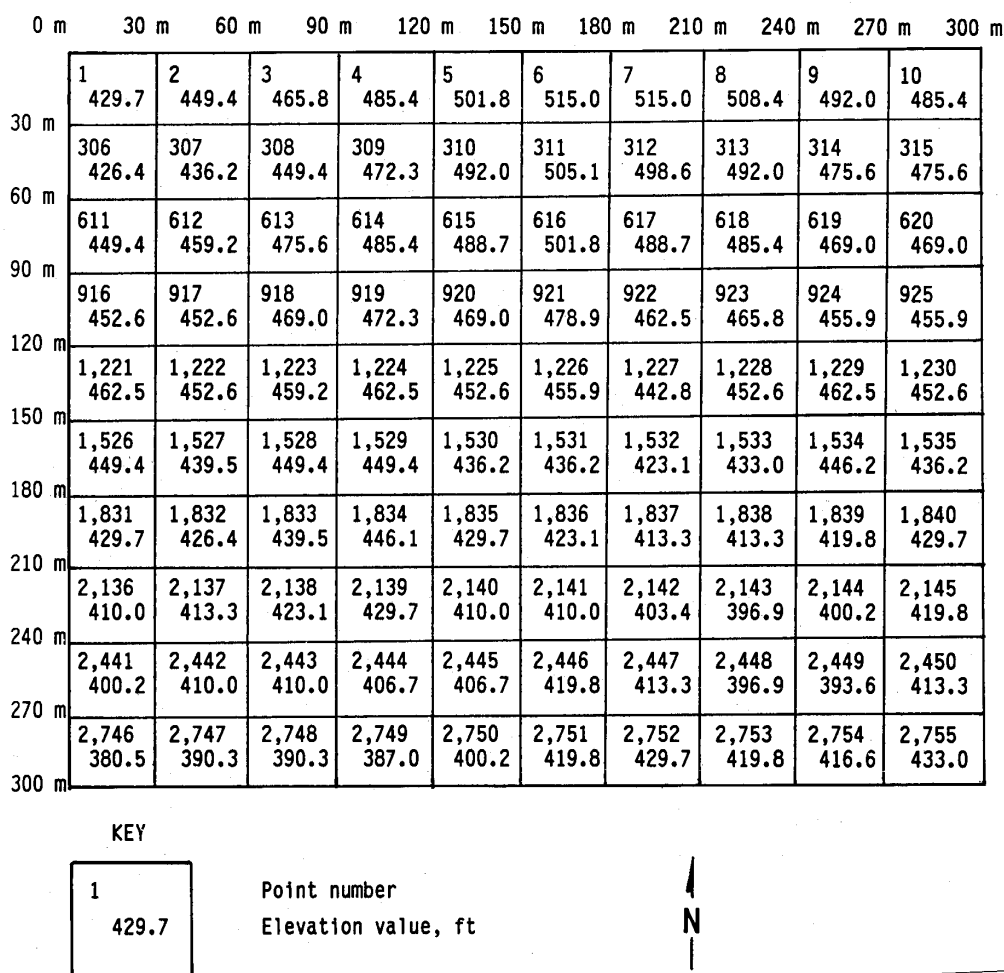 0 m 30 m 60 m 90 m 120 m 150 m 180 m 210 m 240 m 270 m 300 m
1 2 3 4 5 6 7 8 9 10
429.7 449.4 465.8 485.4 501.8 515.0 515.0 508.4 492.0 485.4
30 m
306 307 308 309 310 311 312 313 314 315
426.4 436.2 449.4 472.3 492.0 505.1 498.6 492.0 475.6 475.6
60 m
611 612 613 614 615 616 617 618 619 620
449.4 459.2 475.6 485.4 488.7 501.8 488.7 485.4 469.0 469.0
90 m
916 917 918 919 920 921 922 923 924 925
452.6 452.6 469.0 472.3 469.0 478.9 462.5 465.8 455.9 455.9
120 m
1,221 1,222 1,223 1,224 1,225 1,226 1,227 1,228 1,229 1,230
462.5 452.6 459.2 462.5 452.6 455.9 442.8 452.6 462.5 452.6
150 m
1,526 1,527 1,528 1,529 1,530 1,531 1,532 1,533 1,534 1,535
449.4 439.5 449.4 449.4 436.2 436.2 423.1 433.0 446.2 436.2
180 m
1,831 1,832 1,833 1,834 1,835 1,836 1,837 1,838 1,839 1,840
429.7 426.4 439.5 446.1 429.7 423.1 413.3 413.3 419.8 429.7
210 m
2,136 2,137 2,138 2,139 2,140 2,141 2,142 2,143 2,144 2,145
410.0 413.3 423.1 429.7 410.0 410.0 403.4 396.9 400.2 419.8
240 m
2,441 2,442 2,443 2,444 2,445 2,446 2,447 2,448 2,449 2,450
400.2 410.0 410.0 406.7 406.7 419.8 413.3 396.9 393.6 413.3
270 m
2,746 2,747 2,748 2,749 2,750 2,751 2,752 2,753 2,754 2,755
380.5 390.3 390.3 387.0 400.2 419.8 429.7 419.8 416.6 433.0
300 m
KEY
1 Point number
429.7 Elevation value, ft
N